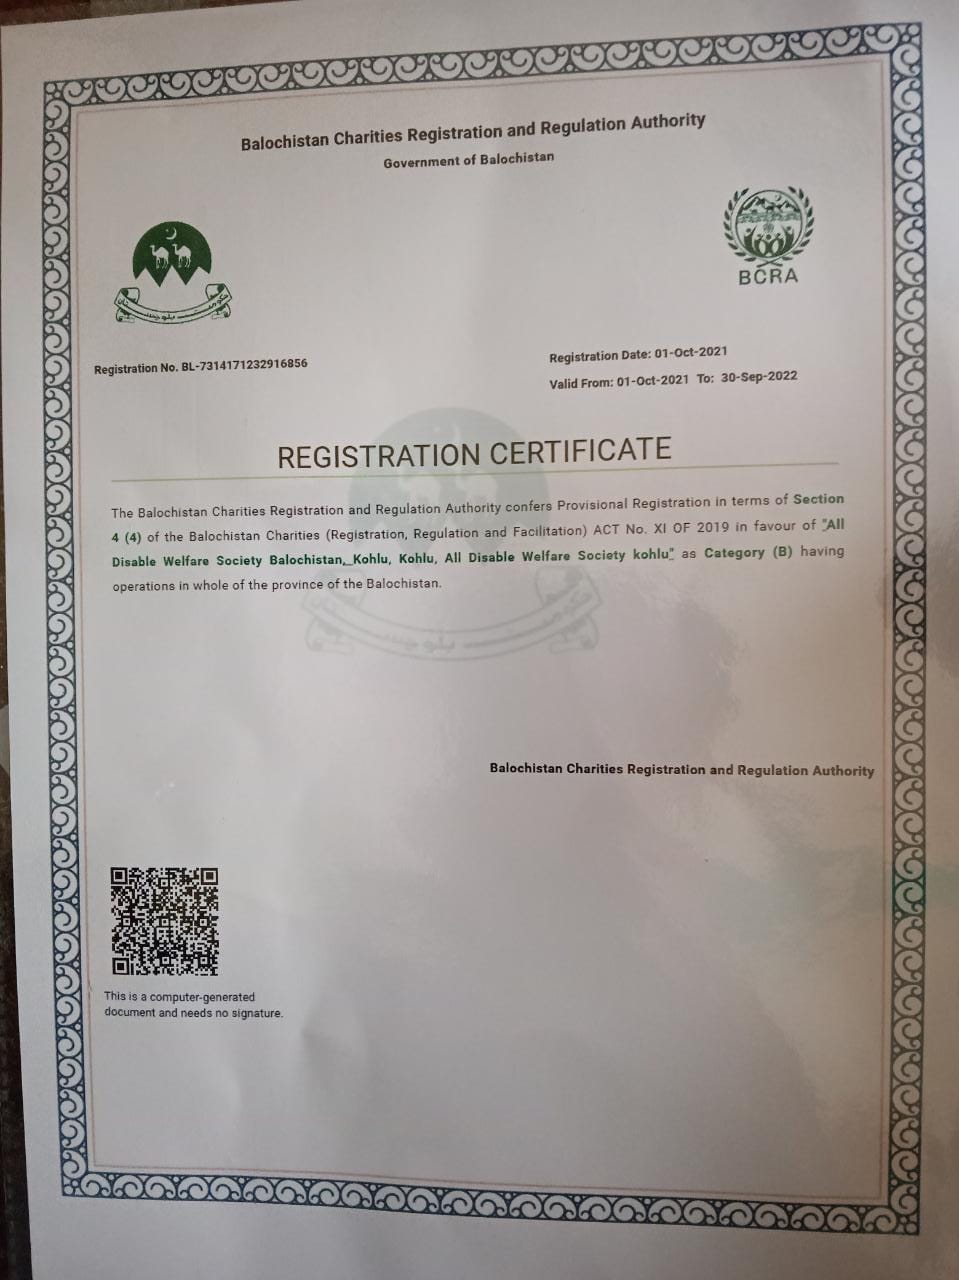 Balochistan Charities Registration and Regulation Authority
Government of Balochistan
BCRA
حکومت بلوچستان
Registration No. BL-7314171232916856
Registration Date: 01-Oct-2021
Valid From: 01-Oct-2021 To: 30-Sep-2022
REGISTRATION CERTIFICATE
The Balochistan Charities Registration and Regulation Authority confers Provisional Registration in terms of Section
4 (4) of the Balochistan Charities (Registration, Regulation and Facilitation) ACT No. XI OF 2019 in favour of "All
Disable Welfare Society Balochistan, Kohlu, Kohlu, All Disable Welfare Society kohlu" as Category (B) having
operations in whole of the province of the Balochistan.
حکومت بلوچستان
Balochistan Charities Registration and Regulation Authority
This is a computer-generated
document and needs no signature.